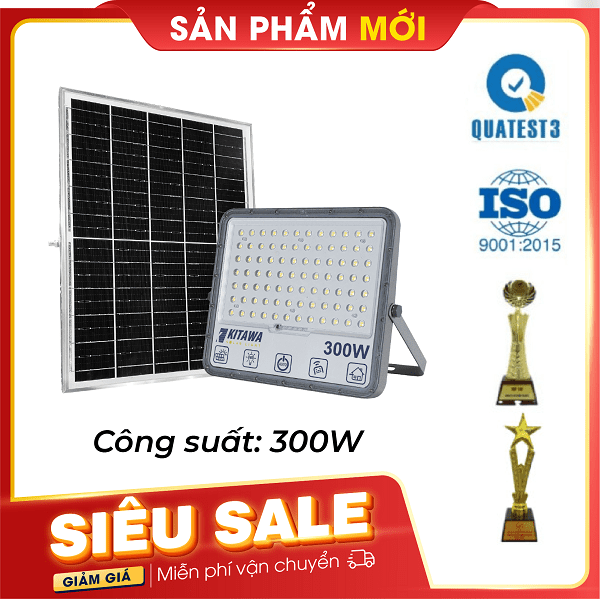 SẢN PHẨM MỚI
QUATEST3
ISO
9001:2015
KITAWA
300W
Công suất: 300W
SIÊU SALE
GIẢM GIÁ
Miễn phí vận chuyển